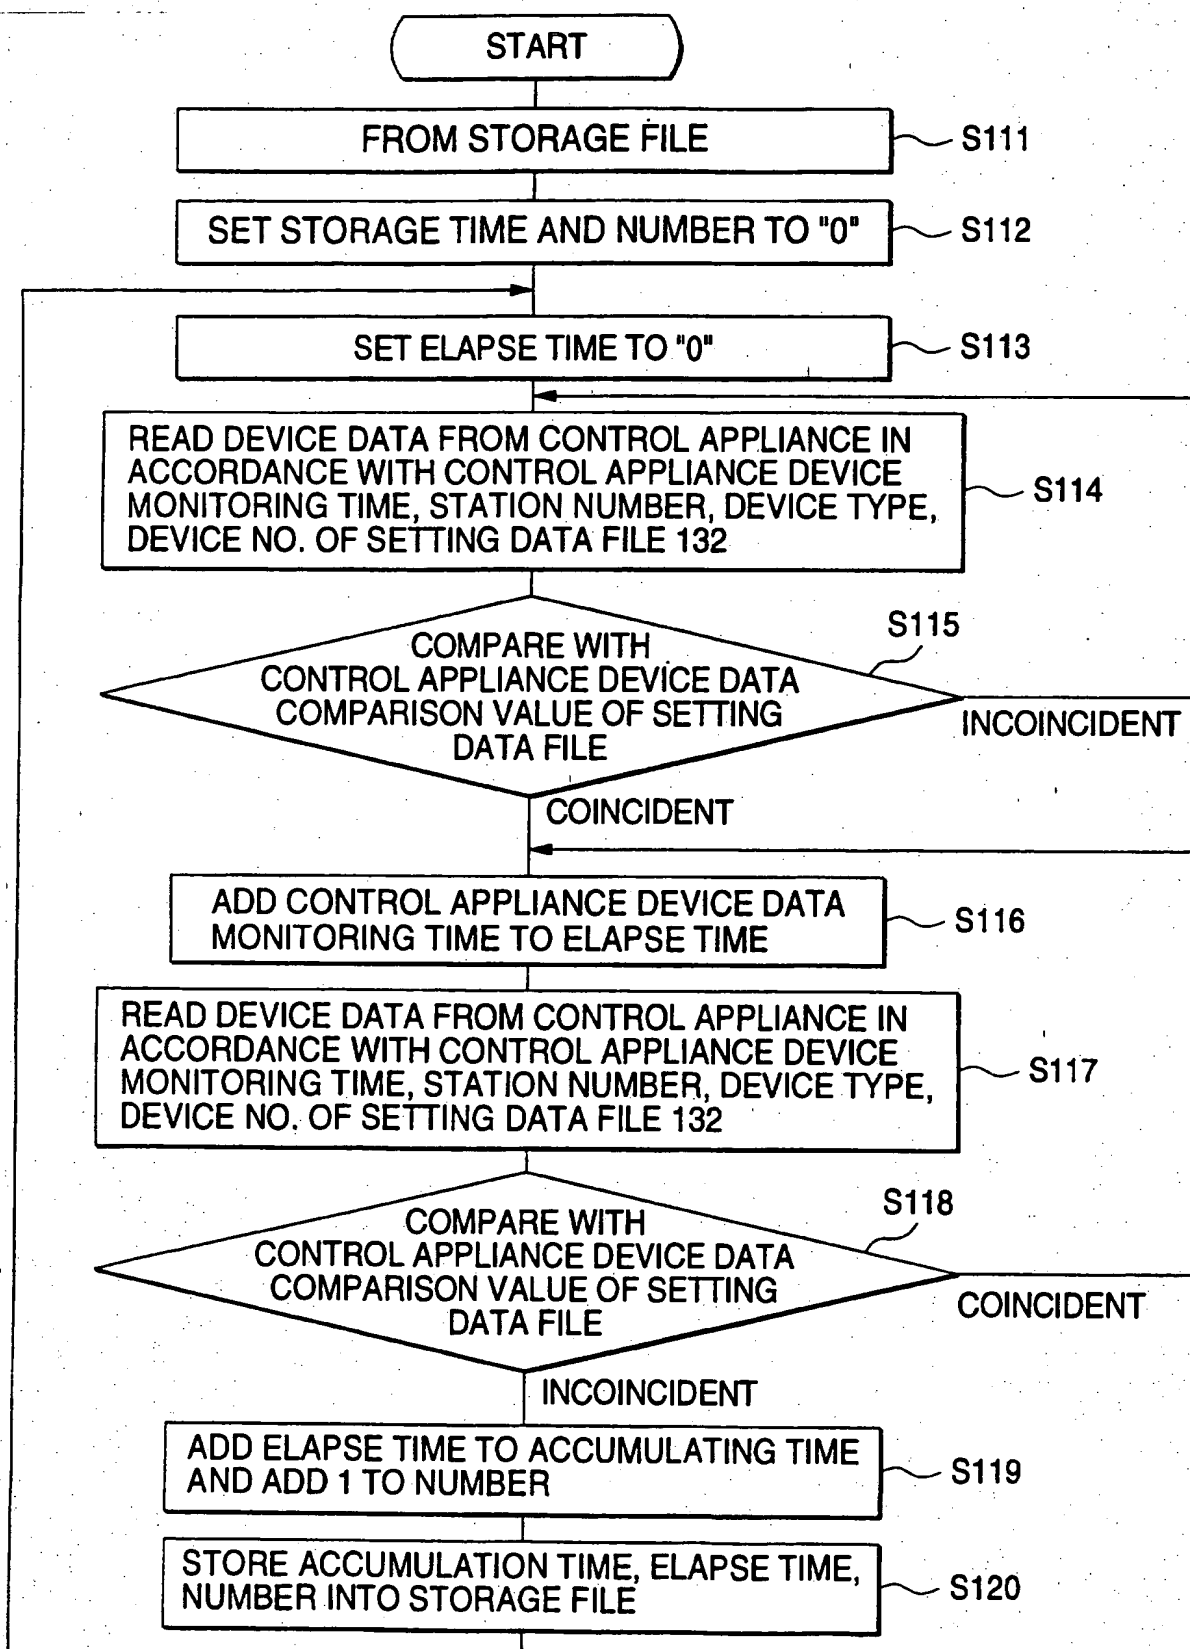 START
FROM STORAGE FILE
S111
SET STORAGE TIME AND NUMBER TO "0"
S112
SET ELAPSE TIME TO "0"
S113
READ DEVICE DATA FROM CONTROL APPLIANCE IN
ACCORDANCE WITH CONTROL APPLIANCE DEVICE
MONITORING TIME, STATION NUMBER, DEVICE TYPE,
DEVICE NO. OF SETTING DATA FILE 132
S114
S115
COMPARE WITH
CONTROL APPLIANCE DEVICE DATA
COMPARISON VALUE OF SETTING
DATA FILE
INCOINCIDENT
COINCIDENT
ADD CONTROL APPLIANCE DEVICE DATA
MONITORING TIME TO ELAPSE TIME
S116
READ DEVICE DATA FROM CONTROL APPLIANCE IN
ACCORDANCE WITH CONTROL APPLIANCE DEVICE
MONITORING TIME, STATION NUMBER, DEVICE TYPE,
DEVICE NO. OF SETTING DATA FILE 132
S117
S118
COMPARE WITH
CONTROL APPLIANCE DEVICE DATA
COMPARISON VALUE OF SETTING
DATA FILE
COINCIDENT
INCOINCIDENT
ADD ELAPSE TIME TO ACCUMULATING TIME
AND ADD 1 TO NUMBER
S119
STORE ACCUMULATION TIME, ELAPSE TIME,
NUMBER INTO STORAGE FILE
S120